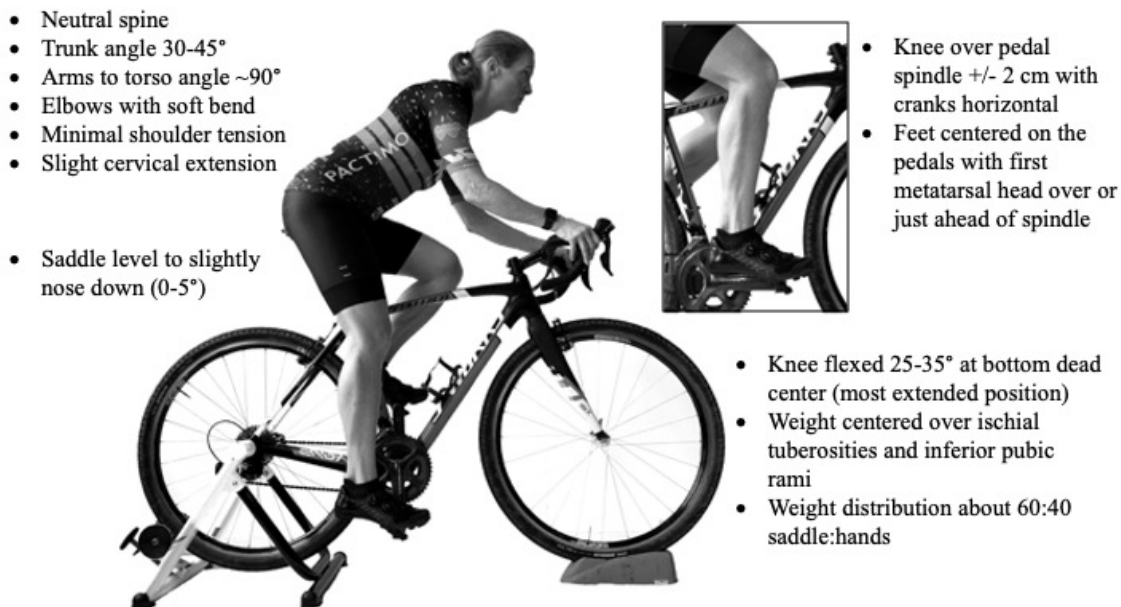 • Neutral spine
• Trunk angle 30-45°
• Arms to torso angle ~90°
• Elbows with soft bend
• Minimal shoulder tension
• Slight cervical extension
• Saddle level to slightly
nose down (0-5°)
PACTIMO
• Knee over pedal
spindle +/- 2 cm with
cranks horizontal
• Feet centered on the
pedals with first
metatarsal head over or
just ahead of spindle
• Knee flexed 25-35° at bottom dead
center (most extended position)
• Weight centered over ischial
tuberosities and inferior pubic
rami
• Weight distribution about 60:40
saddle:hands